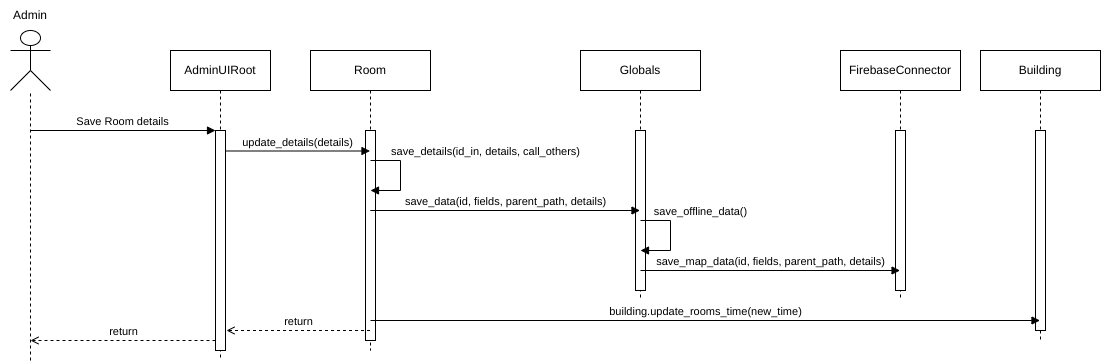 Admin
AdminUIRoot
Room
Globals
FirebaseConnector
Building
Save Room details
update_details(details)
save_details(id_in, details, call_others)
save_data(id, fields, parent_path, details)
save_offline_data()
save_map_data(id, fields, parent_path, details)
building.update_rooms_time(new_time)
return
return